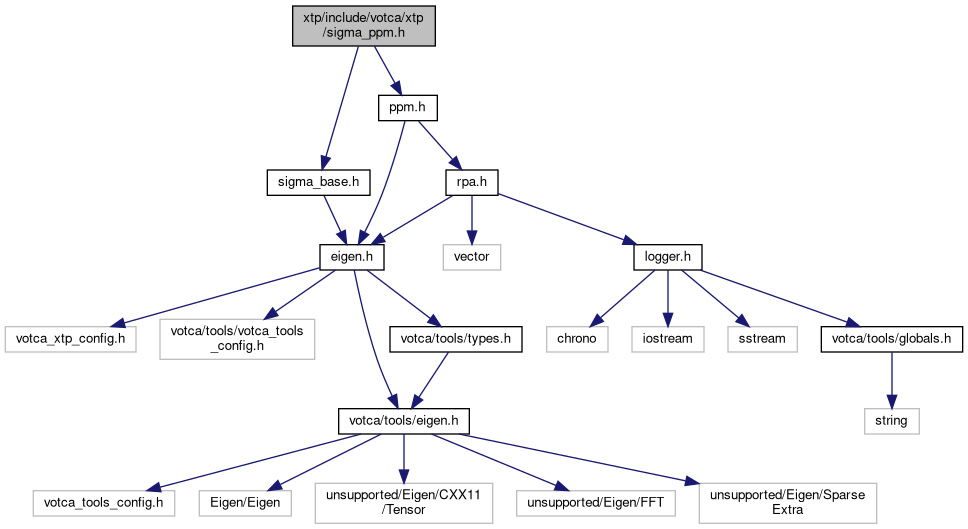 xtp/include/votca/xtp
/sigma_ppm.h
ppm.h
sigma_base.h
rpa.h
eigen.h
vector
logger.h
votca_xtp_config.h
votca/tools/votca_tools
_config.h
votca/tools/types.h
chrono
iostream
sstream
votca/tools/globals.h
votca/tools/eigen.h
string
votca_tools_config.h
Eigen/Eigen
unsupported/Eigen/CXX11
/Tensor
unsupported/Eigen/FFT
unsupported/Eigen/Sparse
Extra